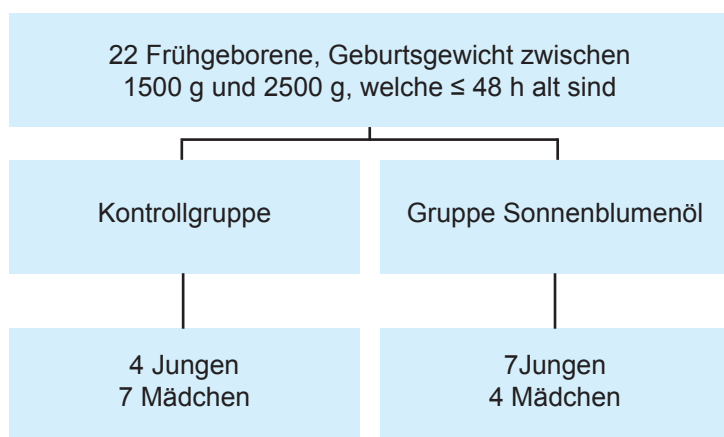 22 Frühgeborene, Geburtsgewicht zwischen
1500 g und 2500 g, welche ≤ 48 h alt sind
Kontrollgruppe
Gruppe Sonnenblumenöl
4 Jungen
7 Mädchen
7Jungen
4 Mädchen